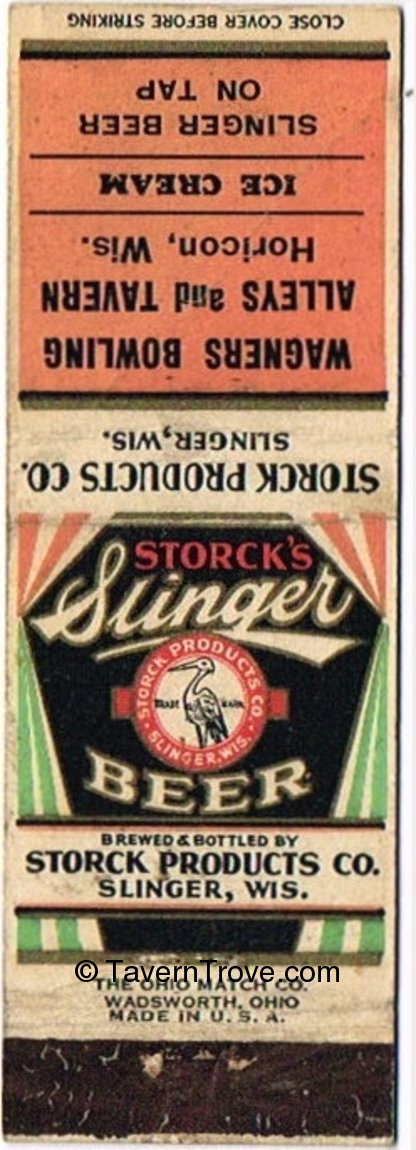 CLOSE COVER BEFORE STRIKING
WAGNERS BOWLING
ALLEYS and TAVERN
Horicon, Wis.
ICE CREAM
SLINGER BEER
ON TAP
STORCK PRODUCTS CO.
SLINGER, WIS.
STORCK'S
Slinger
STORCK PRODUCTS CO.
TRADE MARK
SLINGER, WIS.
BEER
BREWED & BOTTLED BY
STORCK PRODUCTS CO.
SLINGER, WIS.
© TavernTrove.com
THE OHIO MATCH CO.
WADSWORTH, OHIO
MADE IN U. S. A.